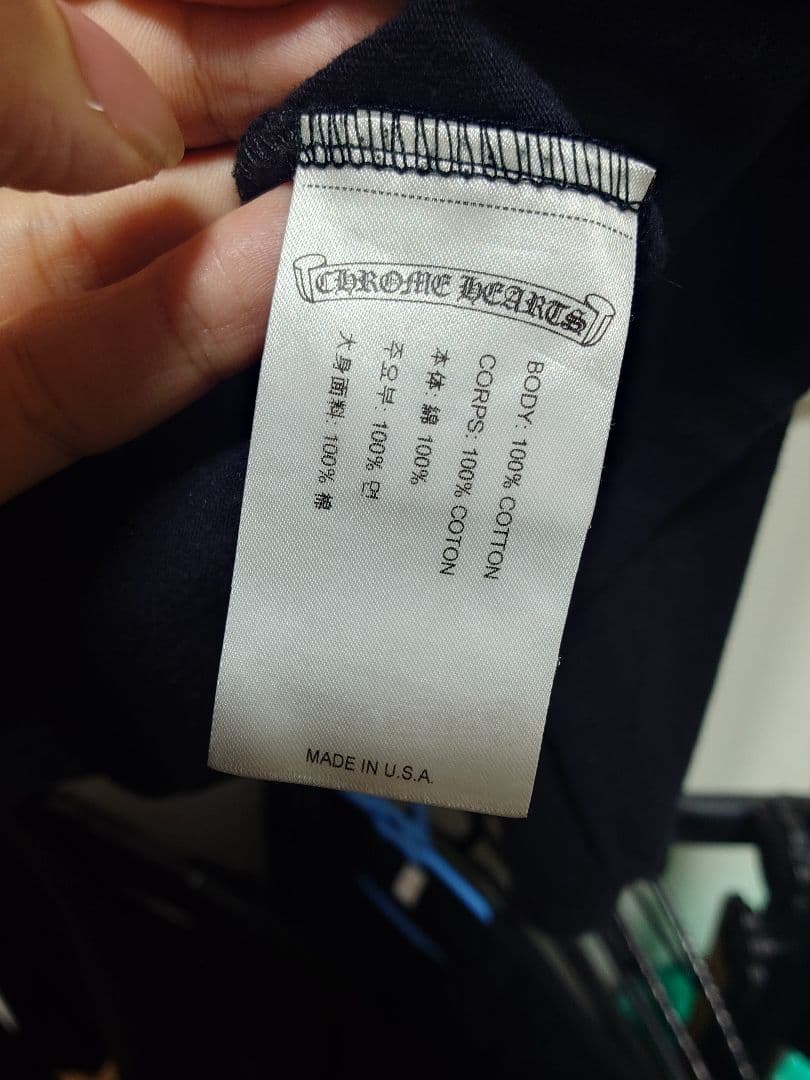 CHROME HEARTS
BODY: 100% COTTON
CORPS: 100% COTON
本体: 綿 100%
주요부: 100% 면
大身面料: 100% 棉
MADE IN U.S.A.